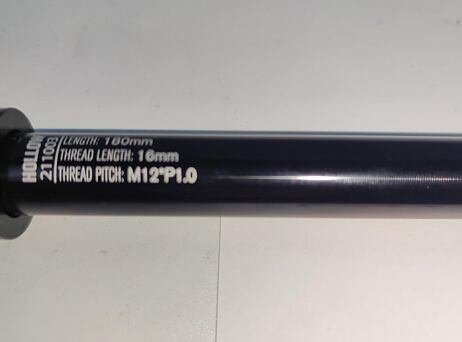 HOLLOW
211003
LENGTH: 180mm
THREAD LENGTH: 16mm
THREAD PITCH: M12*P1.0